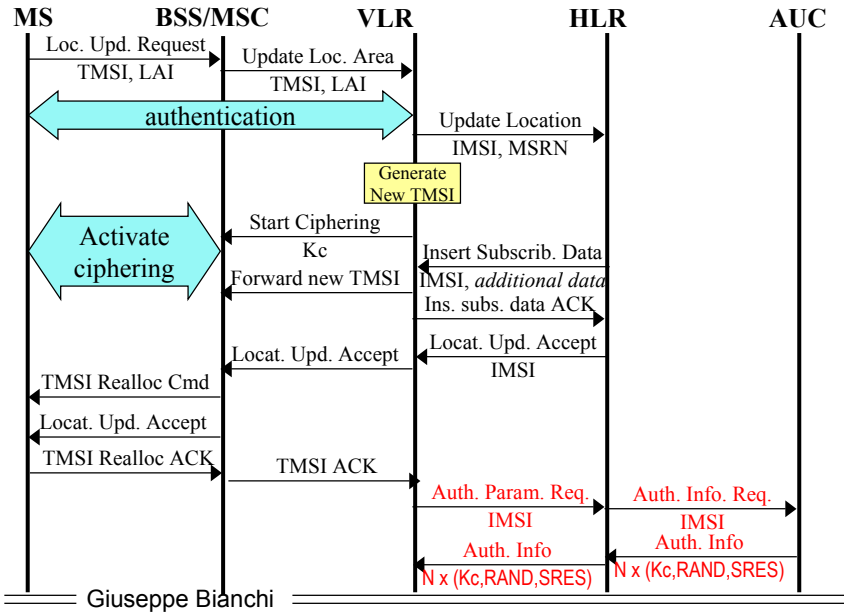 MS BSS/MSC VLR HLR AUC
Loc. Upd. Request
TMSI, LAI
Update Loc. Area
TMSI, LAI
authentication
Update Location
IMSI, MSRN
Generate
New TMSI
Start Ciphering
Kc
Activate
ciphering
Insert Subscrib. Data
IMSI, additional data
Forward new TMSI
Ins. subs. data ACK
Locat. Upd. Accept
IMSI
Locat. Upd. Accept
TMSI Realloc Cmd
Locat. Upd. Accept
TMSI Realloc ACK
TMSI ACK
Auth. Param. Req.
IMSI
Auth. Info. Req.
IMSI
Auth. Info
N x (Kc,RAND,SRES)
Auth. Info
N x (Kc,RAND,SRES)
Giuseppe Bianchi